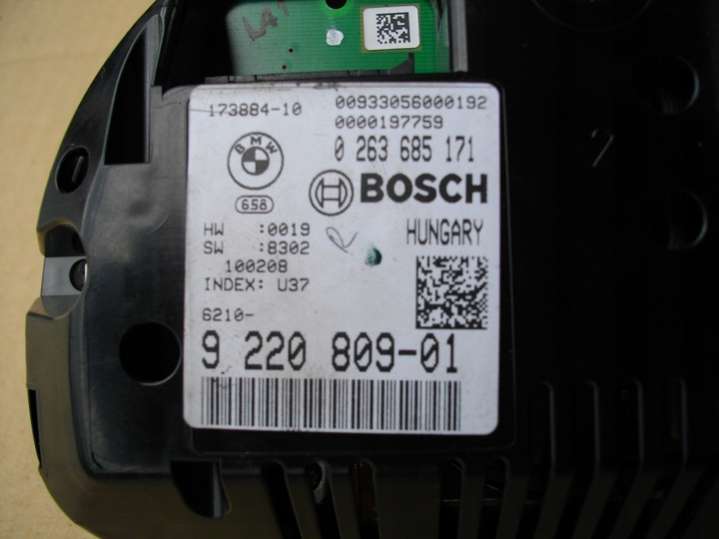 L41
173884-10
00933056000192
0000197759
BMW
0 263 685 171
658
BOSCH
HW :0019
HUNGARY
SW :8302
100208
INDEX: U37
6210-
9 220 809-01